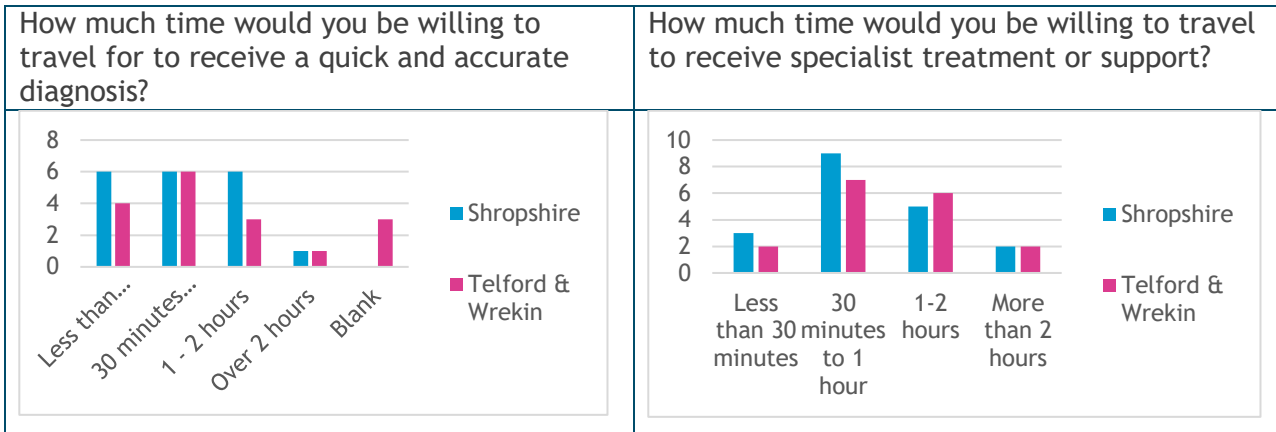 How much time would you be willing to
travel for to receive a quick and accurate
diagnosis?
8
6
4
2
0
Less than...
30 minutes...
1 - 2 hours
Over 2 hours
Blank
Shropshire
Telford &
Wrekin
How much time would you be willing to travel
to receive specialist treatment or support?
10
8
6
4
2
0
Less
than 30
minutes
30
minutes
to 1
hour
1-2
hours
More
than 2
hours
Shropshire
Telford &
Wrekin